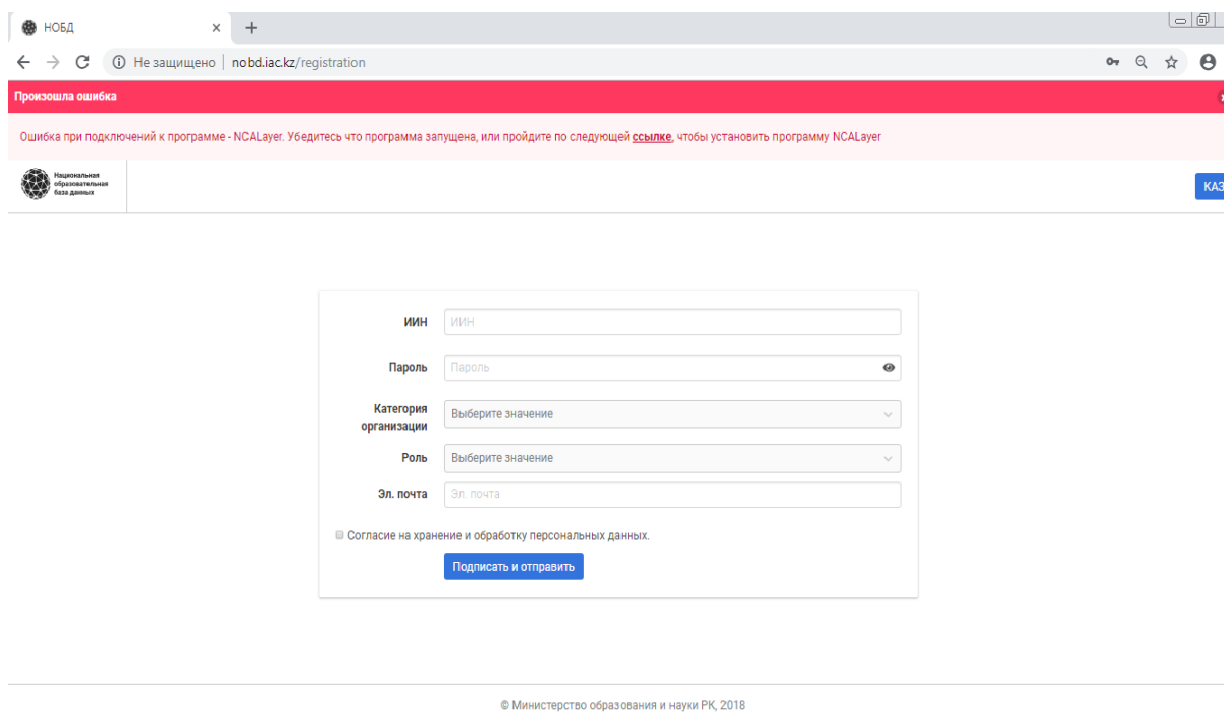 НОБД
Не защищено | nobd.iac.kz/registration
Произошла ошибка
Ошибка при подключений к программе - NCALayer. Убедитесь что программа запущена, или пройдите по следующей ссылке, чтобы установить программу NCALayer
Национальная
образовательная
база данных
КАЗ
ИИН
ИИН
Пароль
Пароль
Категория
организации
Выберите значение
Роль
Выберите значение
Эл. почта
Эл. почта
Согласие на хранение и обработку персональных данных.
Подписать и отправить
© Министерство образования и науки РК, 2018